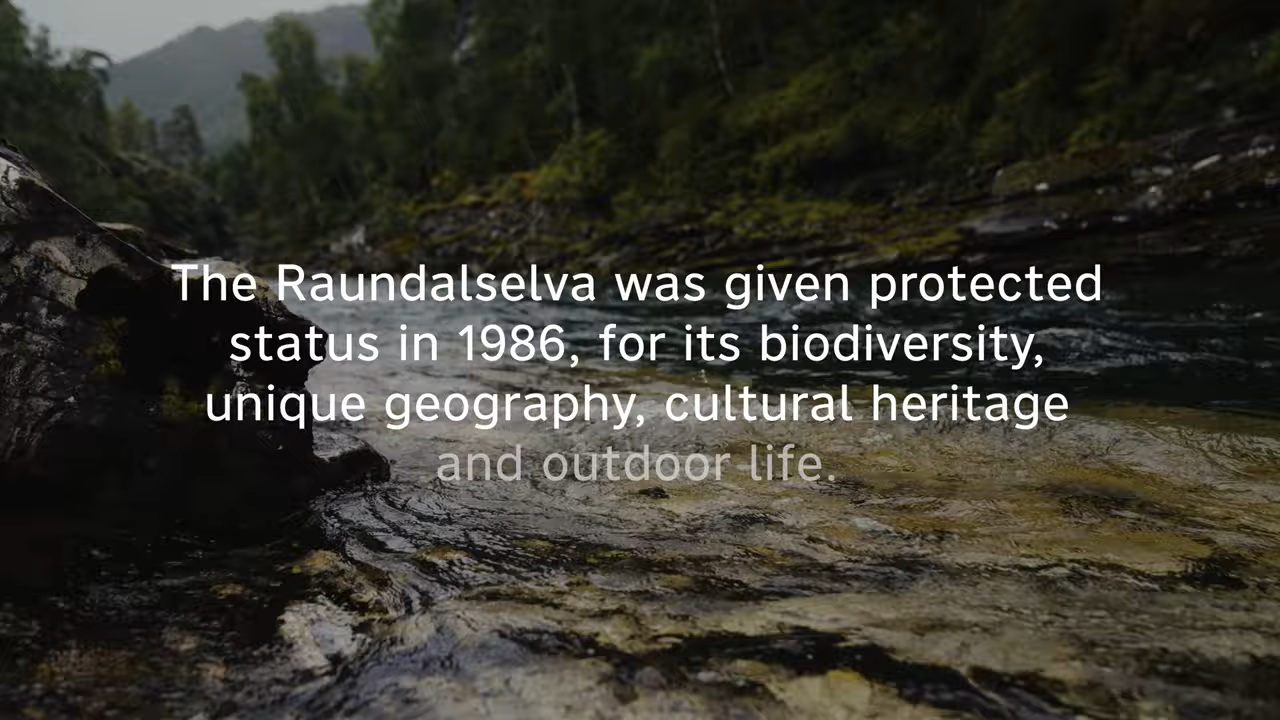 The Raundalselva was given protected
status in 1986, for its biodiversity,
unique geography, cultural heritage
and outdoor life.